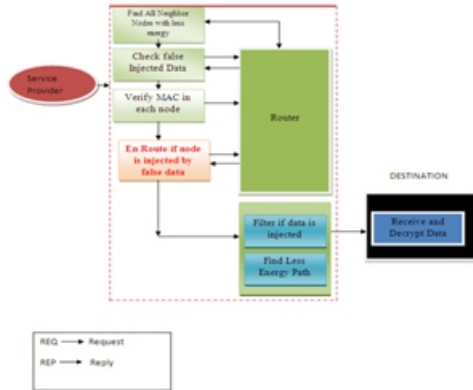 Find All Neighbor
Nodes with less
energy
Check false
Injected Data
Service
Provider
Verify MAC in
each node
Router
En Route if node
is injected by
false data
DESTINATION
Filter if data is
injected
Receive and
Decrypt Data
Find Less
Energy Path
REQ Request
REP Reply